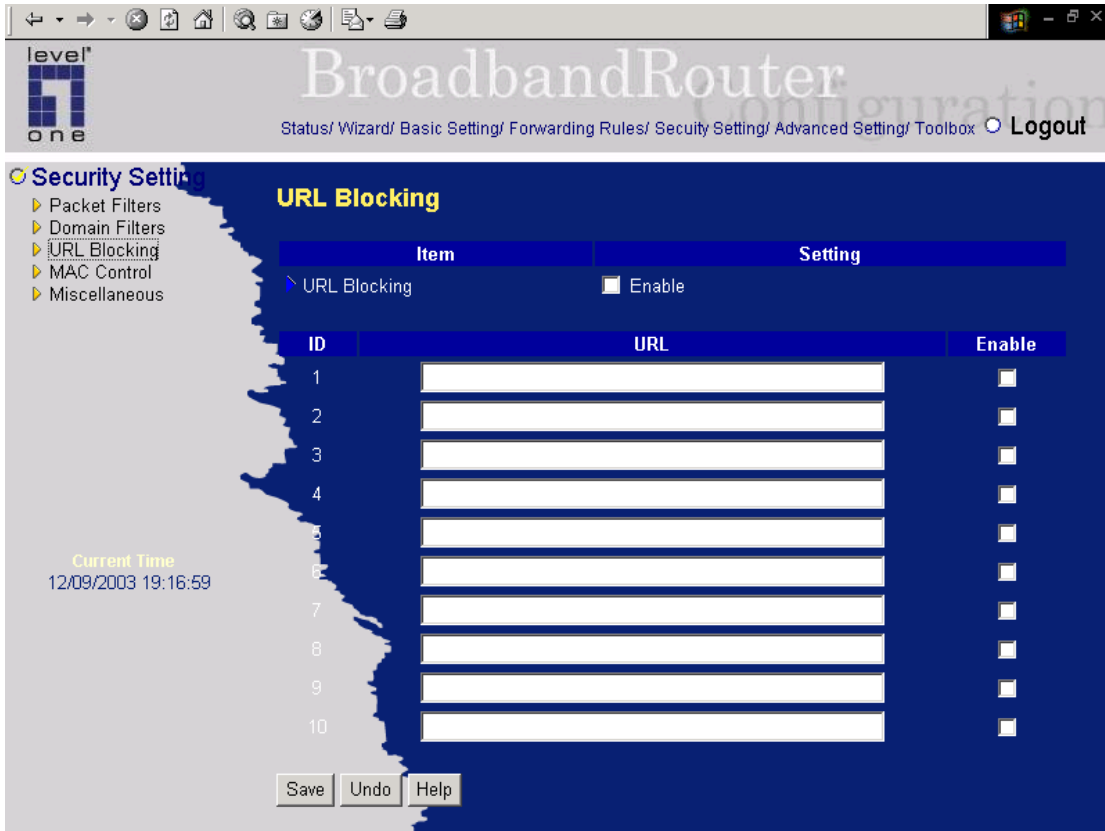 level
one
BroadbandRouter
Configuration
Status/ Wizard/ Basic Setting/ Forwarding Rules/ Secuity Setting/ Advanced Setting/ Toolbox Logout
Security Setting
Packet Filters
Domain Filters
URL Blocking
MAC Control
Miscellaneous
Current Time
12/09/2003 19:16:59
URL Blocking
Item Setting
URL Blocking Enable
ID URL Enable
1
2
3
4
5
6
7
8
9
10
Save Undo Help